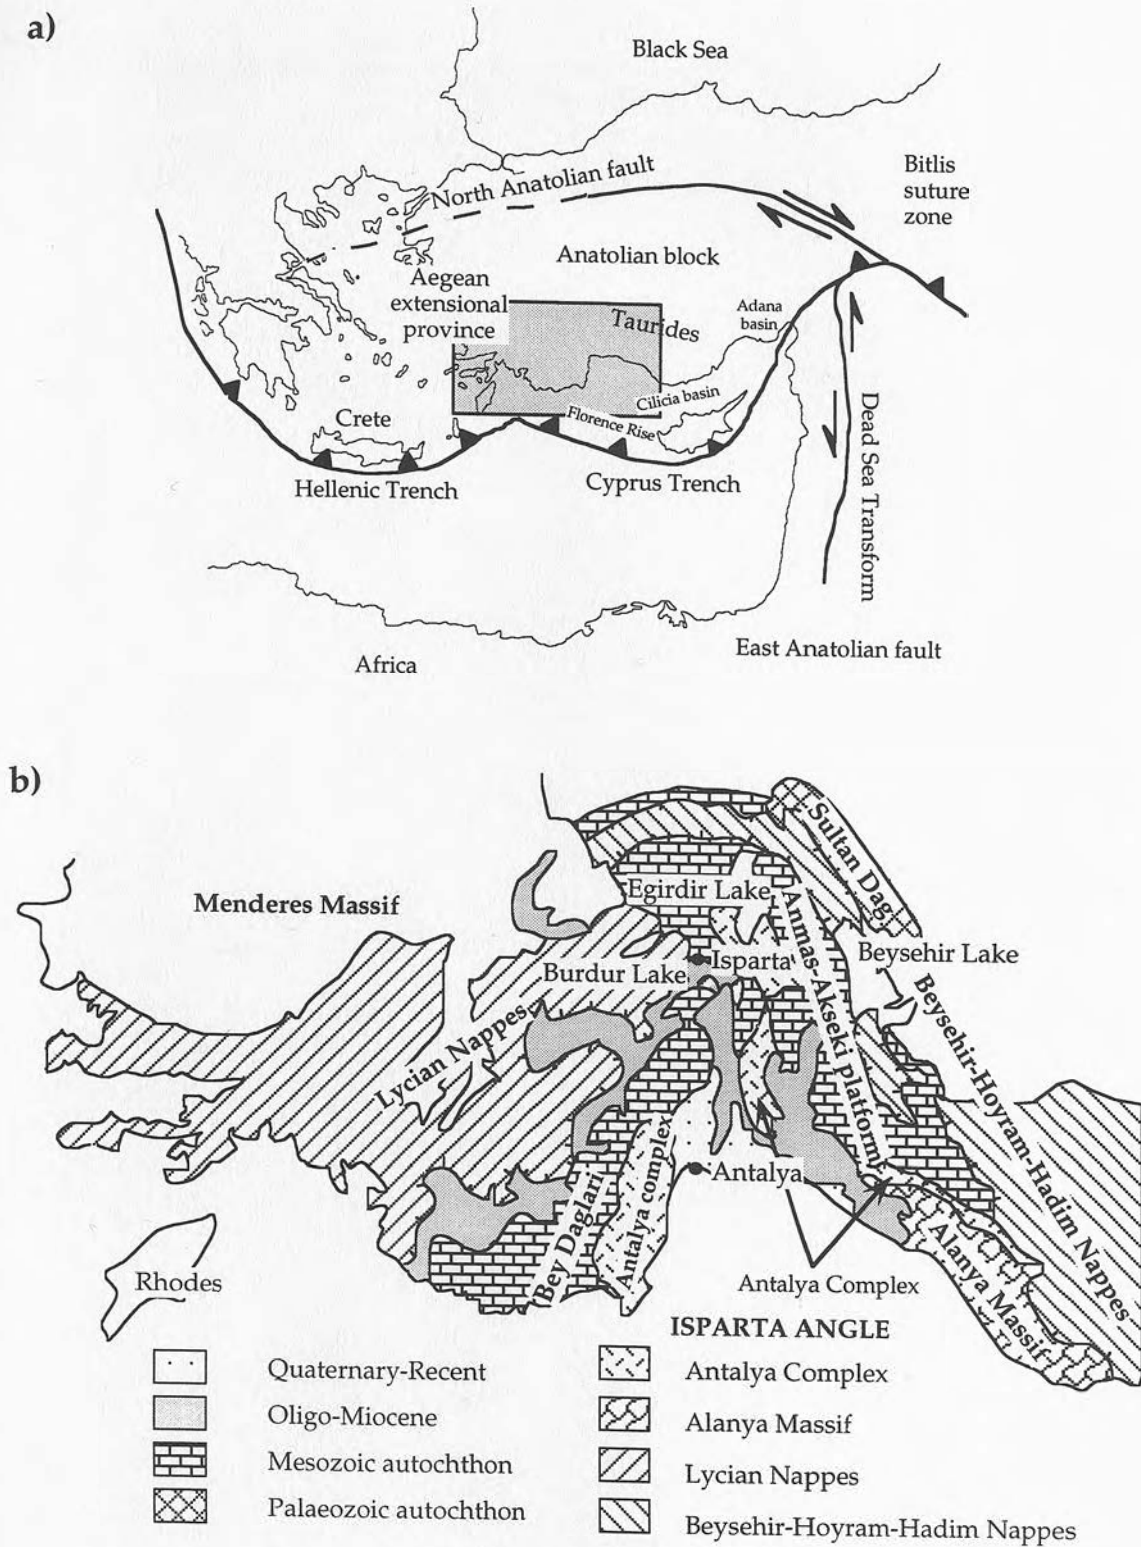 a)
Black Sea
North Anatolian fault
Bitlis
suture
zone
Anatolian block
Aegean
extensional
province
Taurides
Adana
basin
Cilicia basin
Florence Rise
Crete
Hellenic Trench
Cyprus Trench
Dead Sea Transform
Africa
East Anatolian fault
b)
Menderes Massif
Sultan Dag
Egirdir Lake
Anmas-Akseki platform
Beysehir Lake
Isparta
Burdur Lake
Lycian Nappes
Beysehir-Hoyram-Hadim Nappes
Antalya complex
Antalya
Bey Daglari
Rhodes
Alanya Massif
Antalya Complex
ISPARTA ANGLE
Quaternary-Recent
Oligo-Miocene
Mesozoic autochthon
Palaeozoic autochthon
Antalya Complex
Alanya Massif
Lycian Nappes
Beysehir-Hoyram-Hadim Nappes